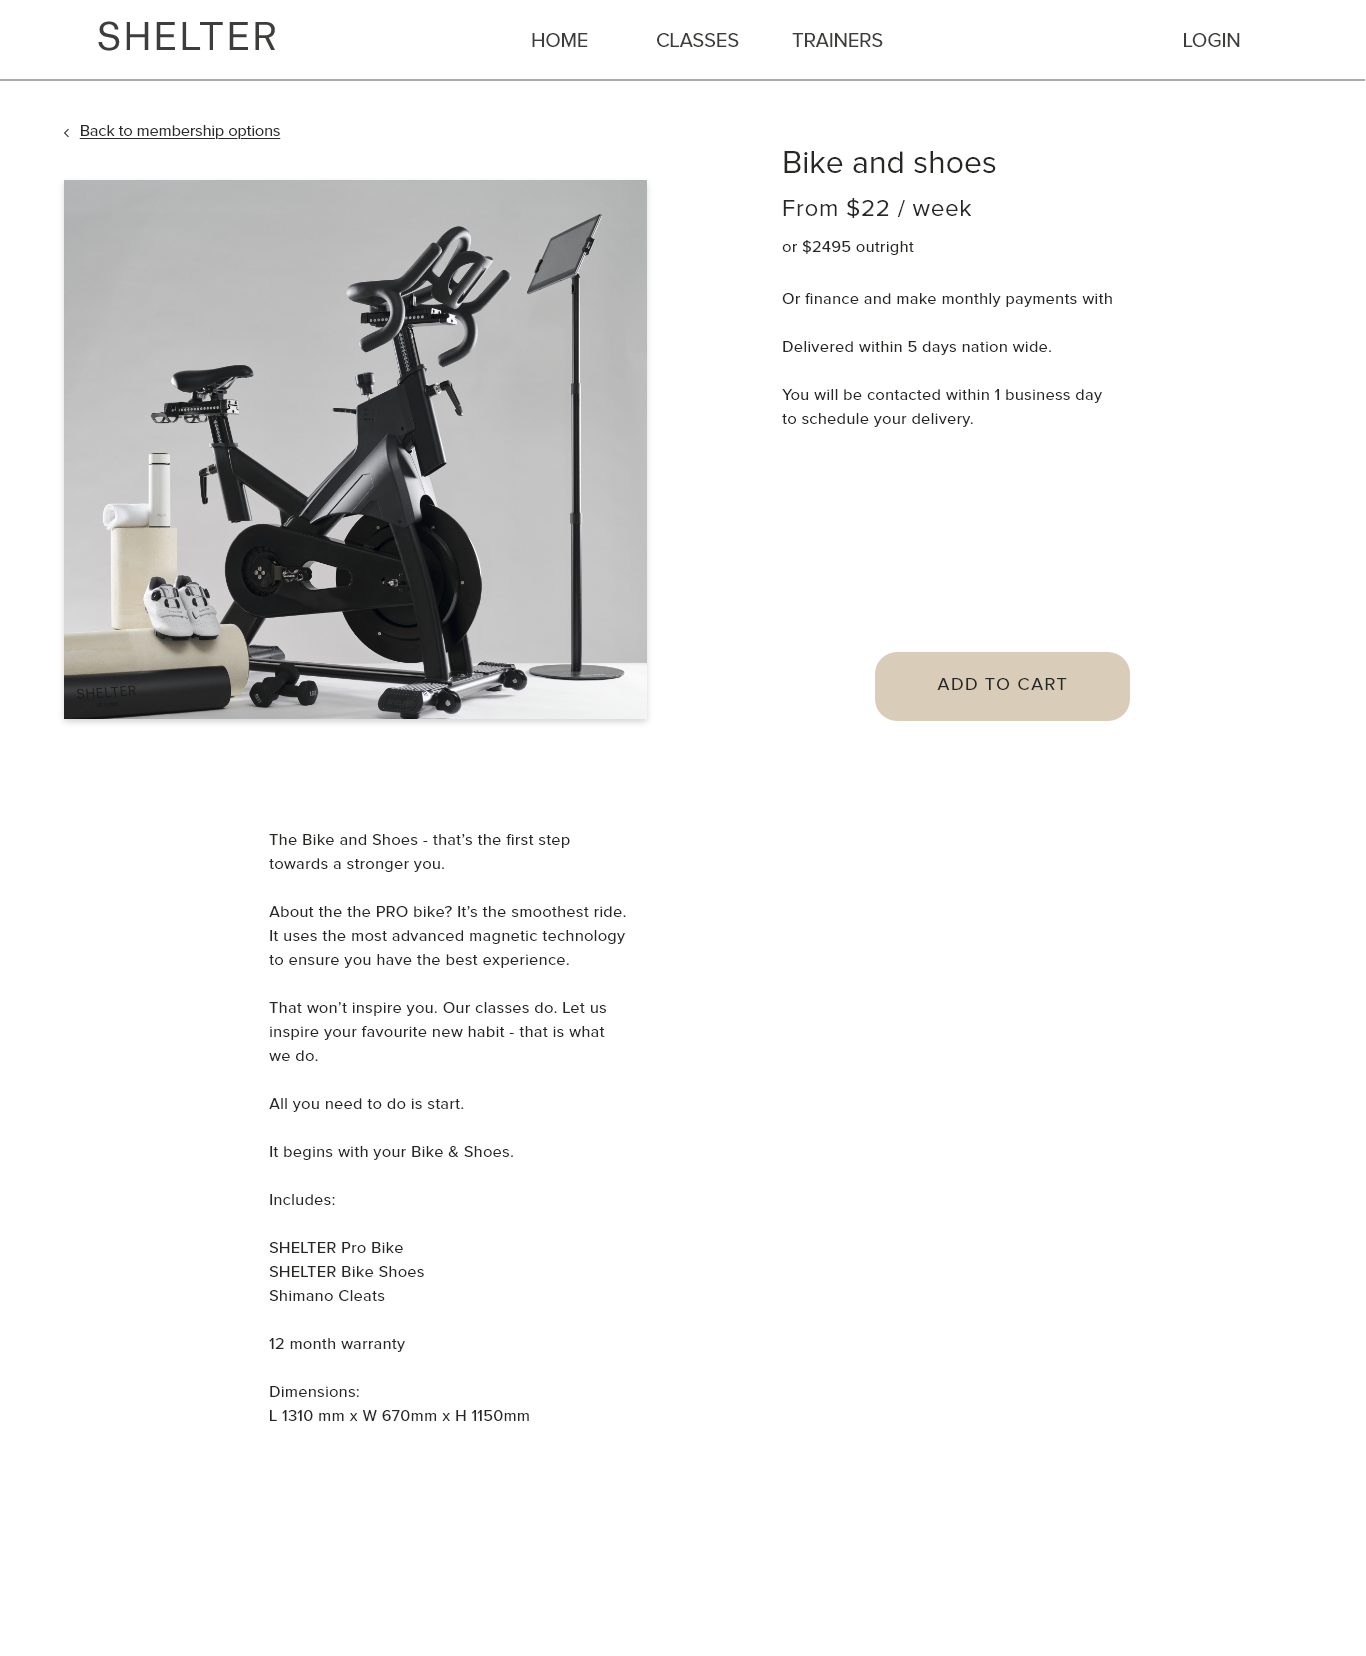 SHELTER
HOME
CLASSES
TRAINERS
LOGIN
‹ Back to membership options
Bike and shoes
From $22 / week
or $2495 outright
Or finance and make monthly payments with
Delivered within 5 days nation wide.
You will be contacted within 1 business day
to schedule your delivery.
SHELTER
ADD TO CART
The Bike and Shoes - that’s the first step
towards a stronger you.
About the the PRO bike? It’s the smoothest ride.
It uses the most advanced magnetic technology
to ensure you have the best experience.
That won’t inspire you. Our classes do. Let us
inspire your favourite new habit - that is what
we do.
All you need to do is start.
It begins with your Bike & Shoes.
Includes:
SHELTER Pro Bike
SHELTER Bike Shoes
Shimano Cleats
12 month warranty
Dimensions:
L 1310 mm x W 670mm x H 1150mm